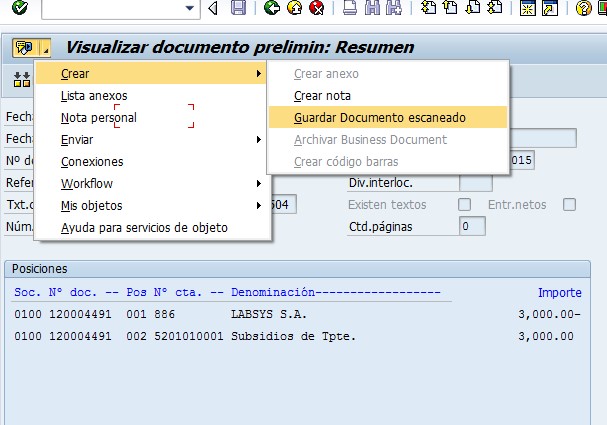 Visualizar documento prelimin: Resumen
Crear
Lista anexos
Nota personal
Enviar
Conexiones
Workflow
Mis objetos
Ayuda para servicios de objeto
Crear anexo
Crear nota
Guardar Documento escaneado
Archivar Business Document
Crear código barras
Fech
Fech
Nº d
015
Refer
Div.interloc.
Txt.c
504
Existen textos
Entr.netos
Núm.
Ctd.páginas
0
Posiciones
Soc. Nº doc. -- Pos Nº cta. -- Denominación------------------ Importe
0100 120004491 001 886 LABSYS S.A. 3,000.00-
0100 120004491 002 5201010001 Subsidios de Tpte. 3,000.00